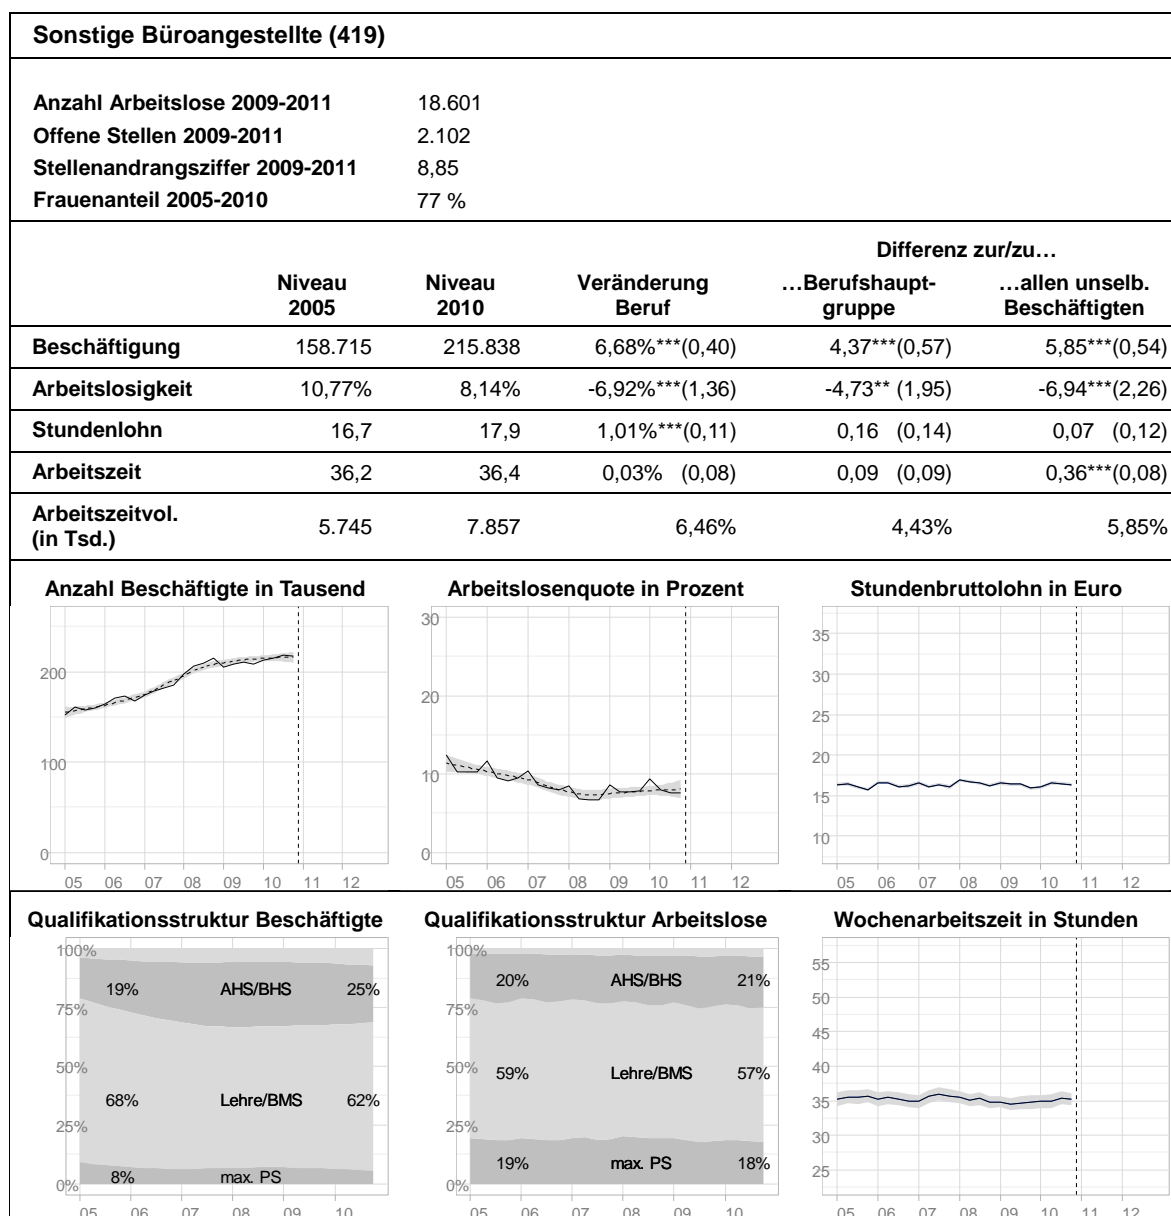 Sonstige Büroangestellte (419)
Anzahl Arbeitslose 2009-2011 18.601
Offene Stellen 2009-2011 2.102
Stellenandrangsziffer 2009-2011 8,85
Frauenanteil 2005-2010 77 %
Differenz zur/zu…
Niveau Niveau Veränderung …Berufshaupt- …allen unselb.
2005 2010 Beruf gruppe Beschäftigten
Beschäftigung 158.715 215.838 6,68%***(0,40) 4,37***(0,57) 5,85***(0,54)
Arbeitslosigkeit 10,77% 8,14% -6,92%***(1,36) -4,73** (1,95) -6,94***(2,26)
Stundenlohn 16,7 17,9 1,01%***(0,11) 0,16 (0,14) 0,07 (0,12)
Arbeitszeit 36,2 36,4 0,03% (0,08) 0,09 (0,09) 0,36***(0,08)
Arbeitszeitvol.
(in Tsd.) 5.745 7.857 6,46% 4,43% 5,85%
Anzahl Beschäftigte in Tausend
200
100
0
05 06 07 08 09 10 11 12
Arbeitslosenquote in Prozent
30
20
10
0
05 06 07 08 09 10 11 12
Stundenbruttolohn in Euro
35
30
25
20
15
10
05 06 07 08 09 10 11 12
Qualifikationsstruktur Beschäftigte
100%
19% AHS/BHS 25%
75%
50%
68% Lehre/BMS 62%
25%
8% max. PS
0%
05 06 07 08 09 10
Qualifikationsstruktur Arbeitslose
100%
20% AHS/BHS 21%
75%
50%
59% Lehre/BMS 57%
25%
19% max. PS 18%
0%
05 06 07 08 09 10
Wochenarbeitszeit in Stunden
55
50
45
40
35
30
25
05 06 07 08 09 10 11 12